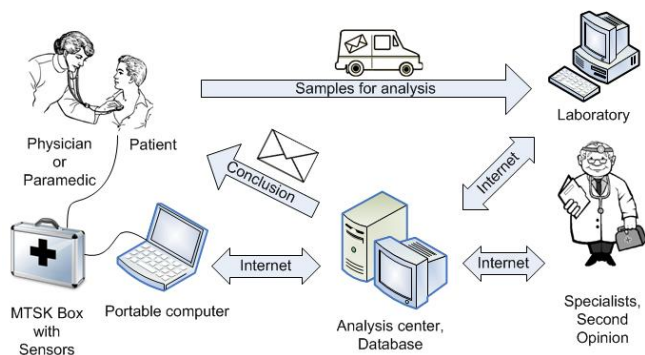 Samples for analysis
Laboratory
Physician
or
Paramedic
Patient
Conclusion
Internet
Internet
Internet
MTSK Box
with
Sensors
Portable computer
Analysis center,
Database
Specialists,
Second
Opinion